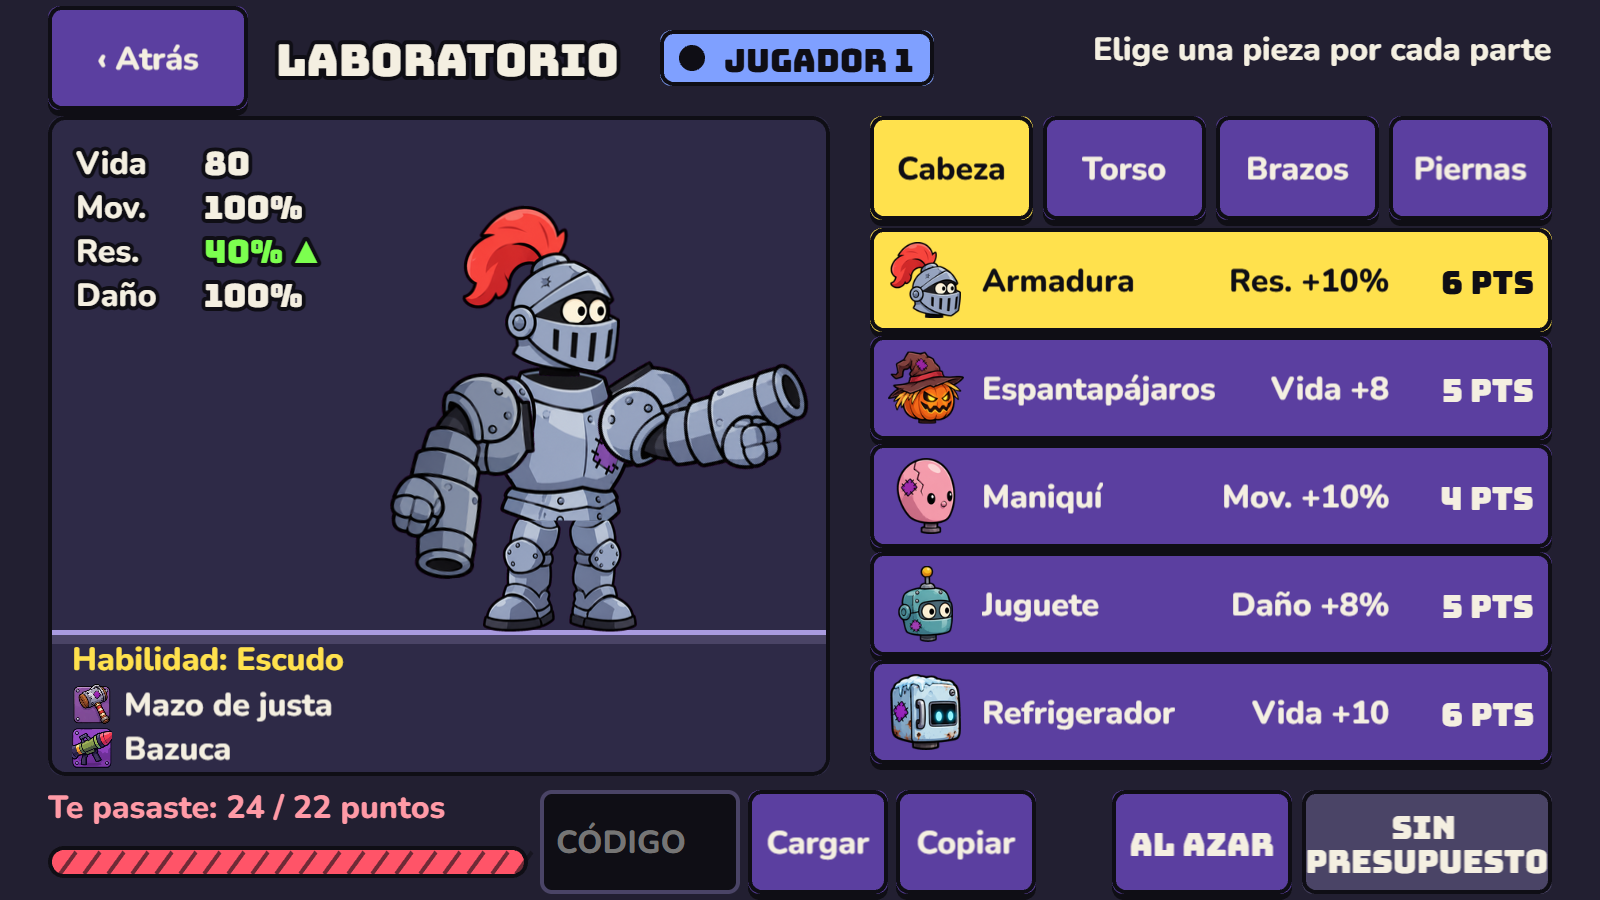 ‹ Atrás
LABORATORIO
JUGADOR 1
Elige una pieza por cada parte
Vida 80
Mov. 100%
Res. 40% ▲
Daño 100%
Habilidad: Escudo
Mazo de justa
Bazuca
Cabeza
Torso
Brazos
Piernas
Armadura Res. +10% 6 PTS
Espantapájaros Vida +8 5 PTS
Maniquí Mov. +10% 4 PTS
Juguete Daño +8% 5 PTS
Refrigerador Vida +10 6 PTS
Te pasaste: 24 / 22 puntos
CÓDIGO
Cargar
Copiar
AL AZAR
SIN
PRESUPUESTO